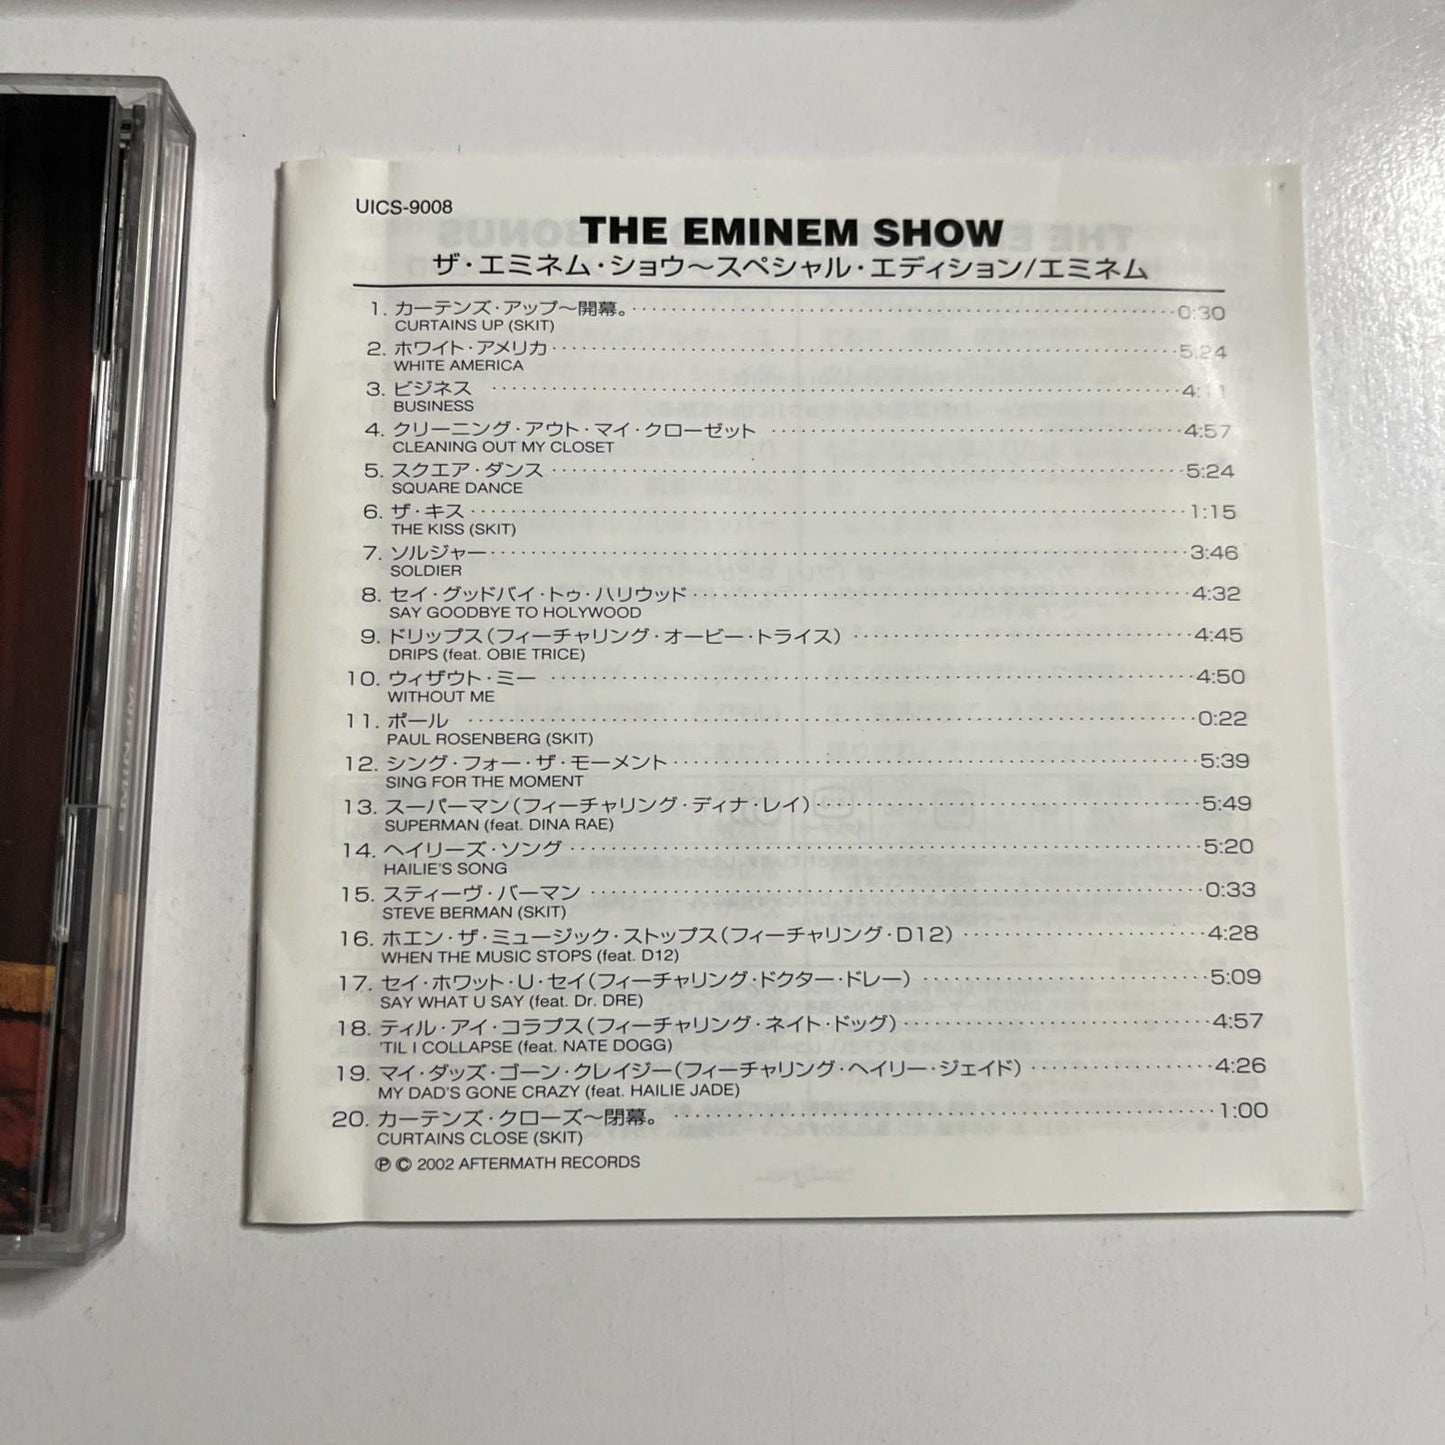 UICS-9008
THE EMINEM SHOW
ザ・エミネム・ショウ～スペシャル・エディション/エミネム
1. カーテンズ・アップ～開幕。 0:30
CURTAINS UP (SKIT)
2. ホワイト・アメリカ 5:24
WHITE AMERICA
3. ビジネス 4:11
BUSINESS
4. クリーニング・アウト・マイ・クローゼット 4:57
CLEANING OUT MY CLOSET
5. スクエア・ダンス 5:24
SQUARE DANCE
6. ザ・キス 1:15
THE KISS (SKIT)
7. ソルジャー 3:46
SOLDIER
8. セイ・グッドバイ・トゥ・ハリウッド 4:32
SAY GOODBYE TO HOLYWOOD
9. ドリップス(フィーチャリング・オービー・トライス) 4:45
DRIPS (feat. OBIE TRICE)
10. ウィザウト・ミー 4:50
WITHOUT ME
11. ポール 0:22
PAUL ROSENBERG (SKIT)
12. シング・フォー・ザ・モーメント 5:39
SING FOR THE MOMENT
13. スーパーマン(フィーチャリング・ディナ・レイ) 5:49
SUPERMAN (feat. DINA RAE)
14. ヘイリーズ・ソング 5:20
HAILIE'S SONG
15. スティーヴ・バーマン 0:33
STEVE BERMAN (SKIT)
16. ホエン・ザ・ミュージック・ストップス(フィーチャリング・D12) 4:28
WHEN THE MUSIC STOPS (feat. D12)
17. セイ・ホワット・U・セイ(フィーチャリング・ドクター・ドレー) 5:09
SAY WHAT U SAY (feat. Dr. DRE)
18. ティル・アイ・コラプス(フィーチャリング・ネイト・ドッグ) 4:57
'TIL I COLLAPSE (feat. NATE DOGG)
19. マイ・ダッズ・ゴーン・クレイジー(フィーチャリング・ヘイリー・ジェイド) 4:26
MY DAD'S GONE CRAZY (feat. HAILIE JADE)
20. カーテンズ・クローズ～閉幕。 1:00
CURTAINS CLOSE (SKIT)
℗ © 2002 AFTERMATH RECORDS
EMINEM